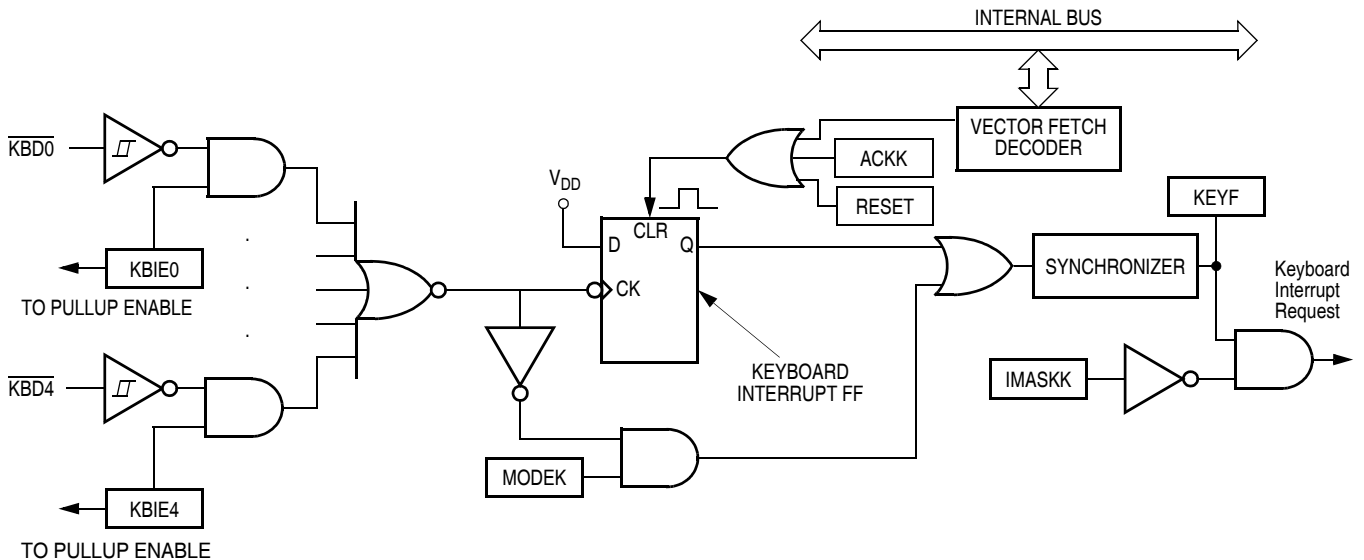 INTERNAL BUS
VECTOR FETCH
DECODER
ACKK
RESET
KEYF
KBD0
VDD
CLR
D
Q
CK
SYNCHRONIZER
Keyboard
Interrupt
Request
KBIE0
TO PULLUP ENABLE
KBD4
KEYBOARD
INTERRUPT FF
IMASKK
MODEK
KBIE4
TO PULLUP ENABLE